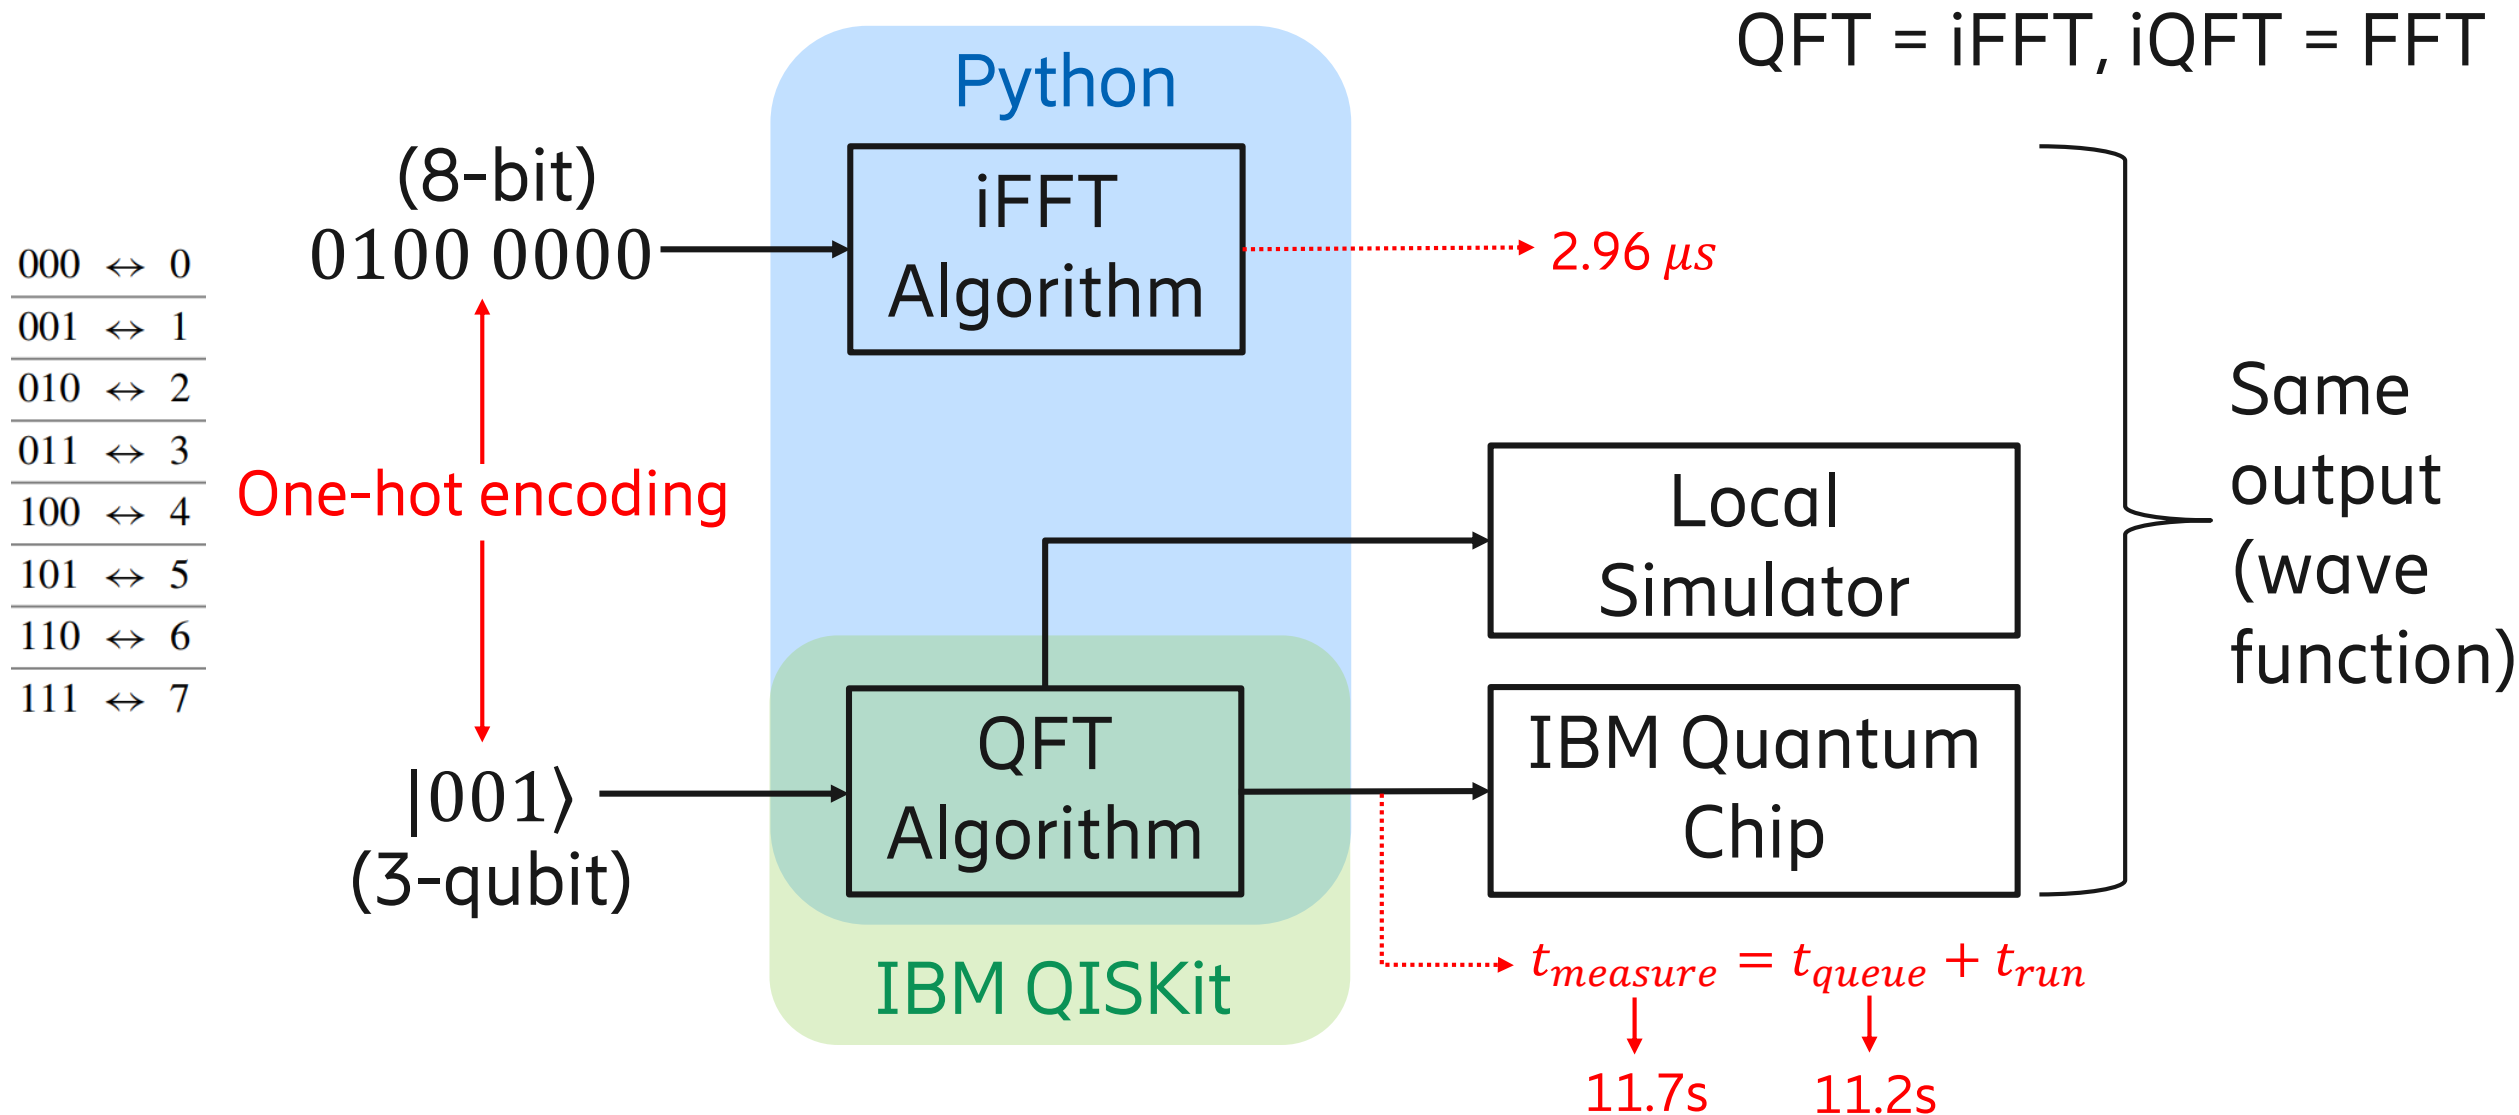 QFT = iFFT, iQFT = FFT
Python
(8-bit)
0100 0000
iFFT
Algorithm
2.96 μs
000 ↔ 0
001 ↔ 1
010 ↔ 2
011 ↔ 3
100 ↔ 4
101 ↔ 5
110 ↔ 6
111 ↔ 7
One-hot encoding
|001⟩
(3-qubit)
QFT
Algorithm
IBM QISKit
Local
Simulator
IBM Quantum
Chip
Same
output
(wave
function)
t_measure = t_queue + t_run
11.7s
11.2s